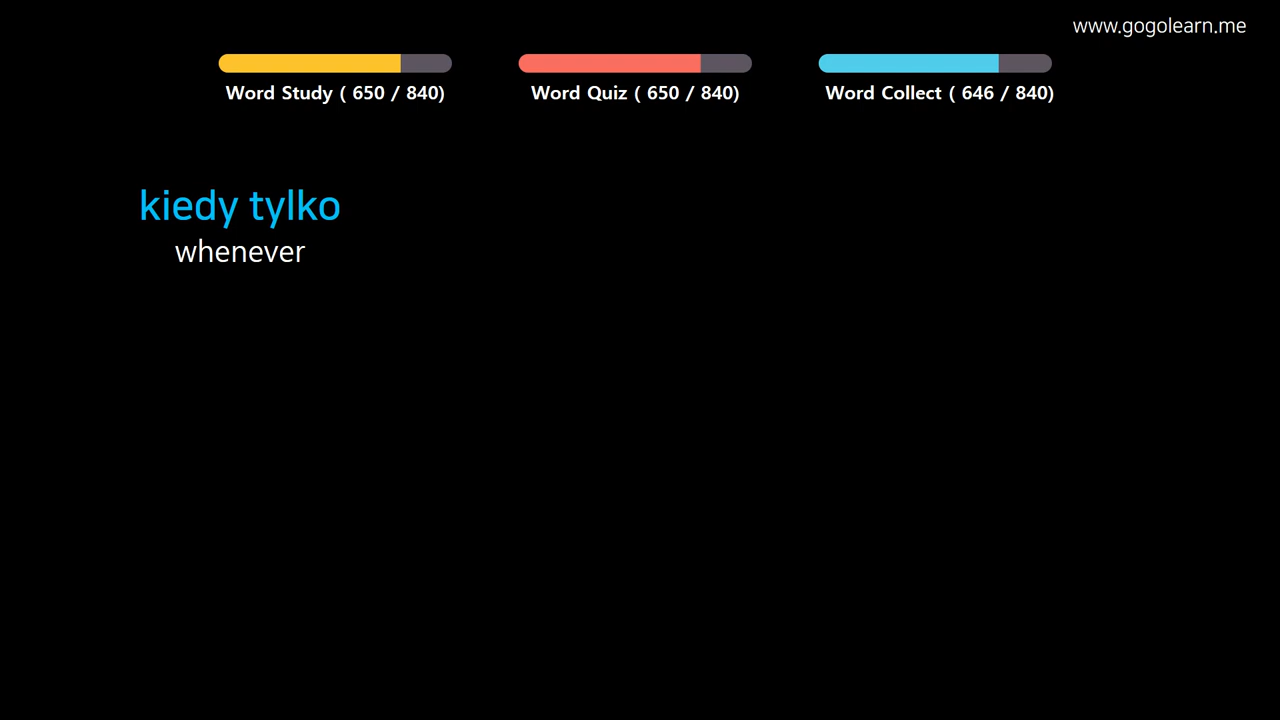 www.gogolearn.me
Word Study ( 650 / 840)
Word Quiz ( 650 / 840)
Word Collect ( 646 / 840)
kiedy tylko
whenever